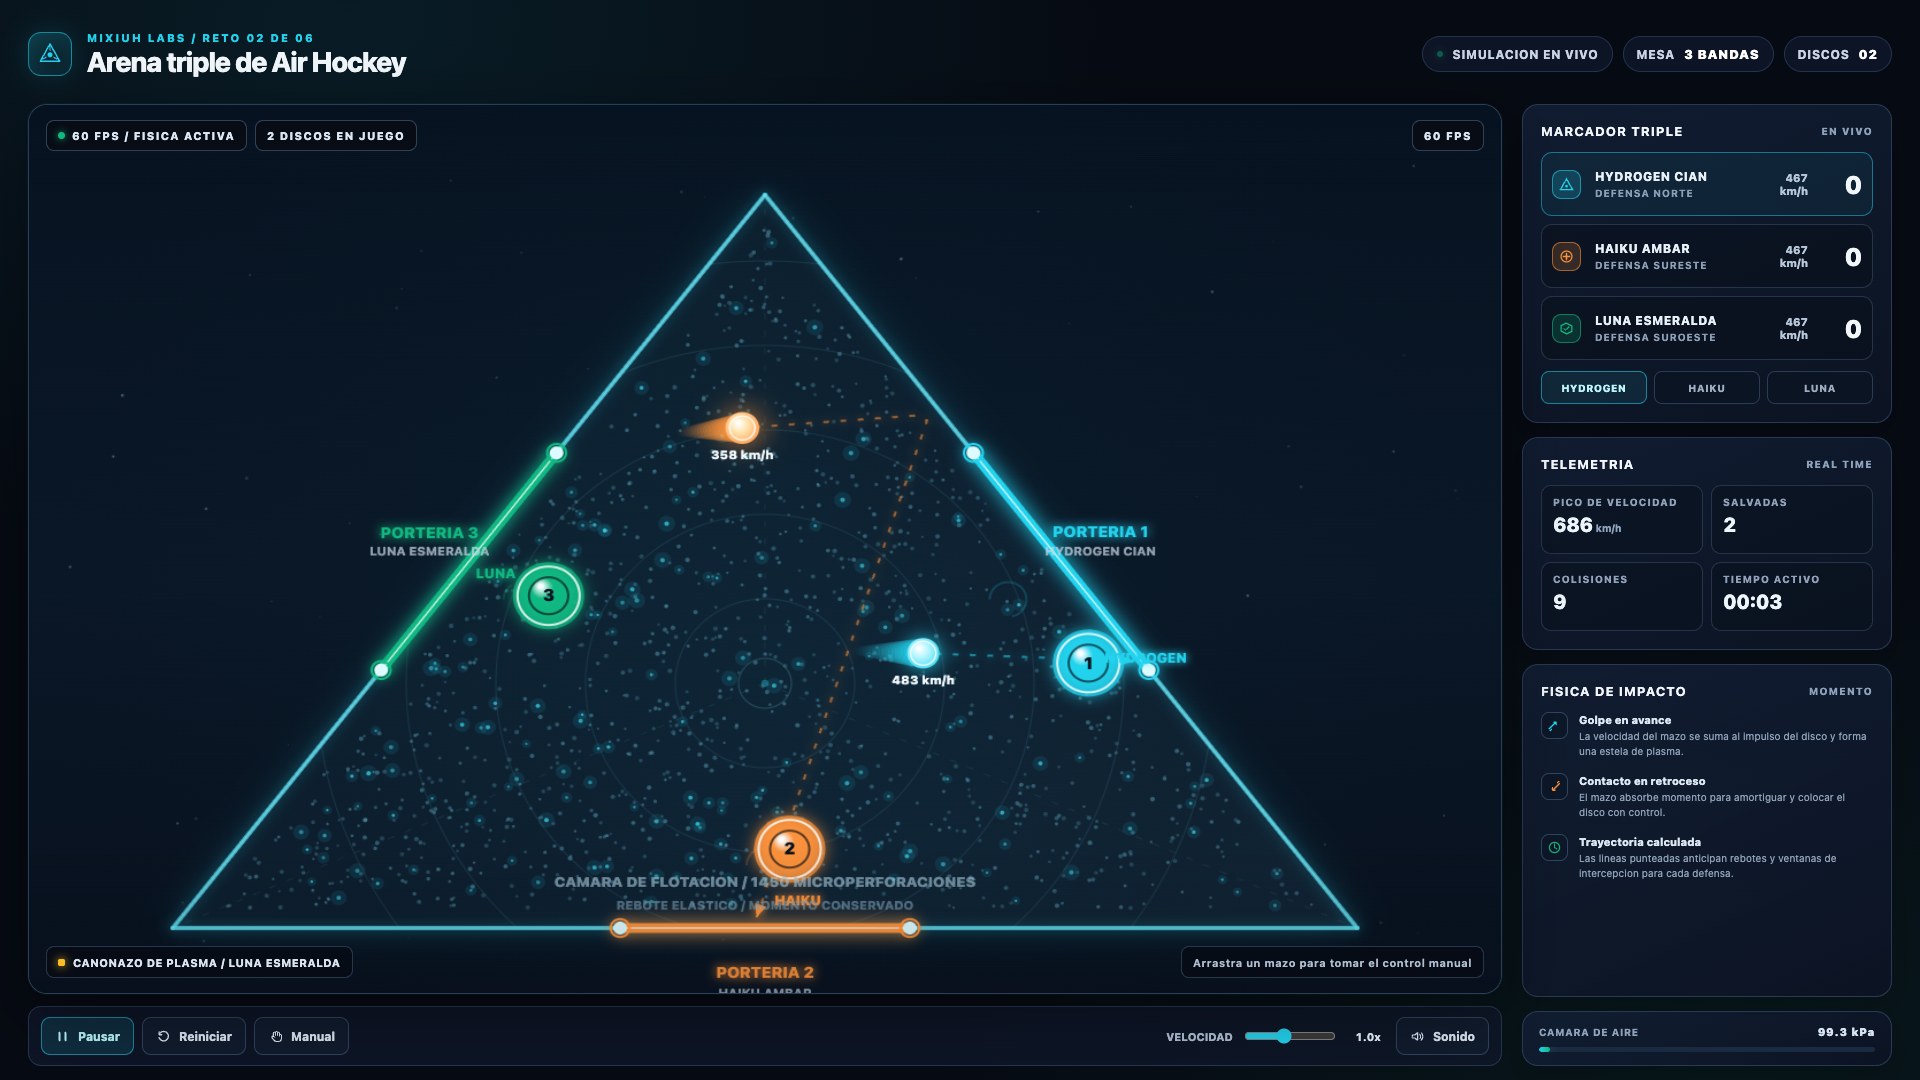 MIXIUH LABS / RETO 02 DE 06
Arena triple de Air Hockey
SIMULACION EN VIVO
MESA 3 BANDAS
DISCOS 02
60 FPS / FISICA ACTIVA
2 DISCOS EN JUEGO
60 FPS
358 km/h
PORTERIA 3
LUNA ESMERALDA
LUNA
3
PORTERIA 1
HYDROGEN CIAN
483 km/h
1
HYDROGEN
2
CAMARA DE FLOTACION / 1450 MICROPERFORACIONES
HAIKU
REBOTE ELASTICO / MOMENTO CONSERVADO
CANONAZO DE PLASMA / LUNA ESMERALDA
Arrastra un mazo para tomar el control manual
PORTERIA 2
HAIKU AMBAR
Pausar
Reiniciar
Manual
VELOCIDAD
1.0x
Sonido
MARCADOR TRIPLE
EN VIVO
HYDROGEN CIAN
DEFENSA NORTE
467 km/h
0
HAIKU AMBAR
DEFENSA SURESTE
467 km/h
0
LUNA ESMERALDA
DEFENSA SUROESTE
467 km/h
0
HYDROGEN
HAIKU
LUNA
TELEMETRIA
REAL TIME
PICO DE VELOCIDAD
686 km/h
SALVADAS
2
COLISIONES
9
TIEMPO ACTIVO
00:03
FISICA DE IMPACTO
MOMENTO
Golpe en avance
La velocidad del mazo se suma al impulso del disco y forma
una estela de plasma.
Contacto en retroceso
El mazo absorbe momento para amortiguar y colocar el
disco con control.
Trayectoria calculada
Las lineas punteadas anticipan rebotes y ventanas de
intercepcion para cada defensa.
CAMARA DE AIRE
99.3 kPa